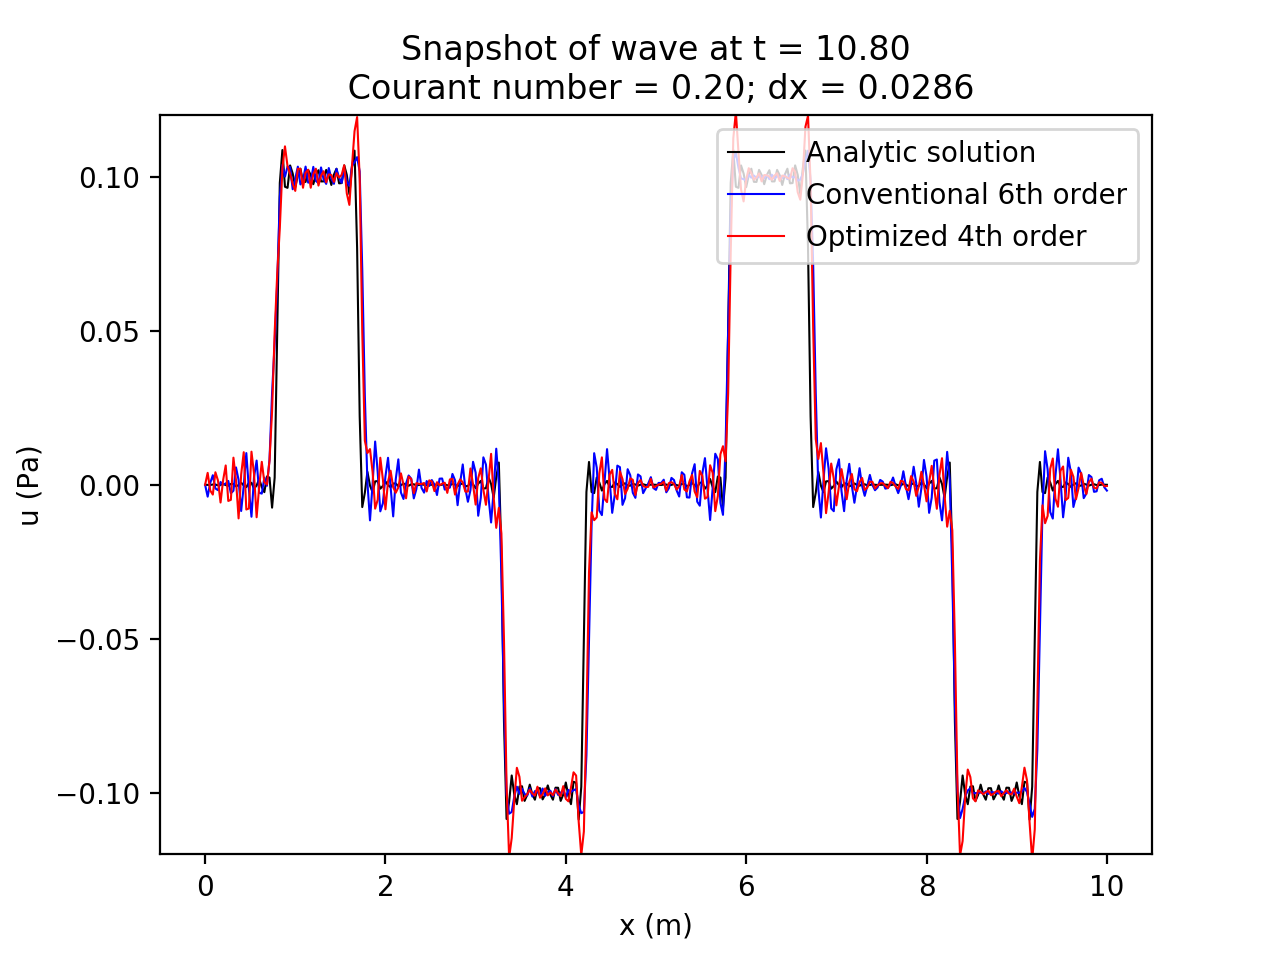 Snapshot of wave at t = 10.80
Courant number = 0.20; dx = 0.0286
Analytic solution
Conventional 6th order
Optimized 4th order
u (Pa)
0.10
0.05
0.00
−0.05
−0.10
0 2 4 6 8 10
x (m)